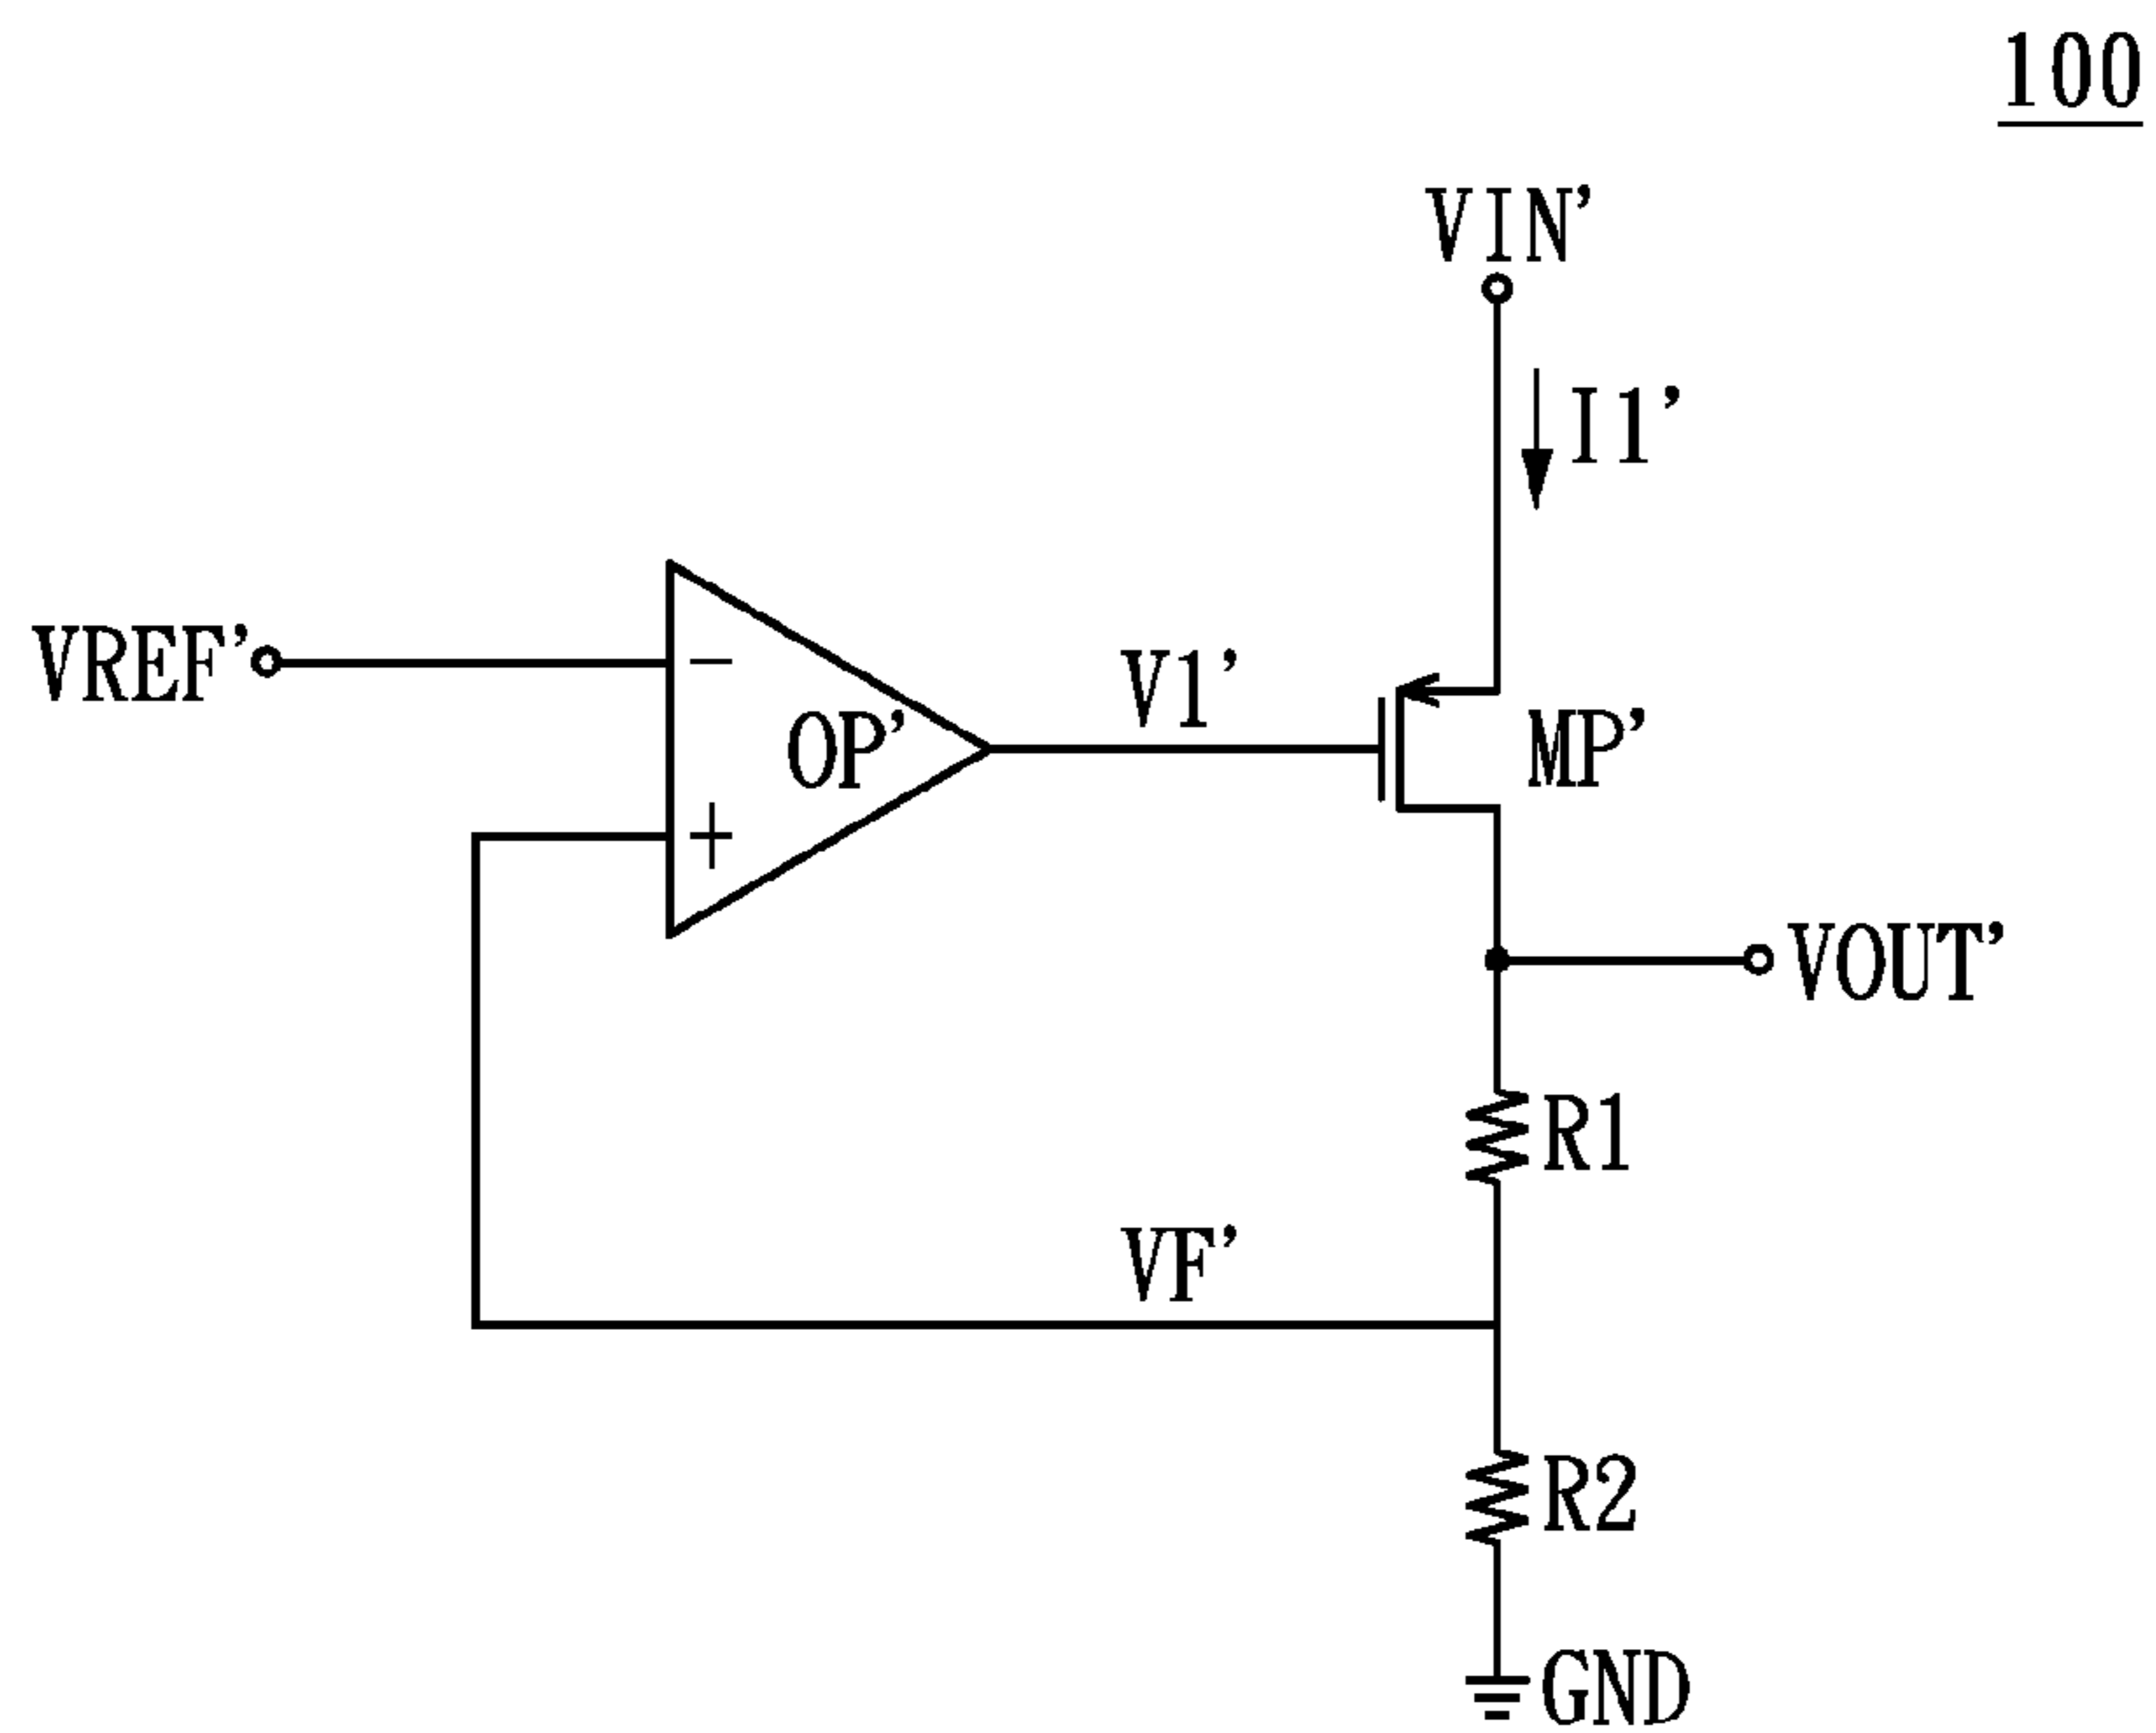 100
VIN'
I1'
VREF'
−
OP'
+
V1'
MP'
VOUT'
R1
VF'
R2
GND